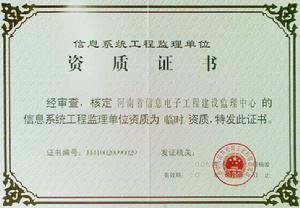 信息系统工程监理单位
资质证书
经审查，核定 河南省信息电子工程建设监理中心 的
信息系统工程监理单位资质为 临时 资质，特发此证书。
证书编号：
发证机关：
有效期：